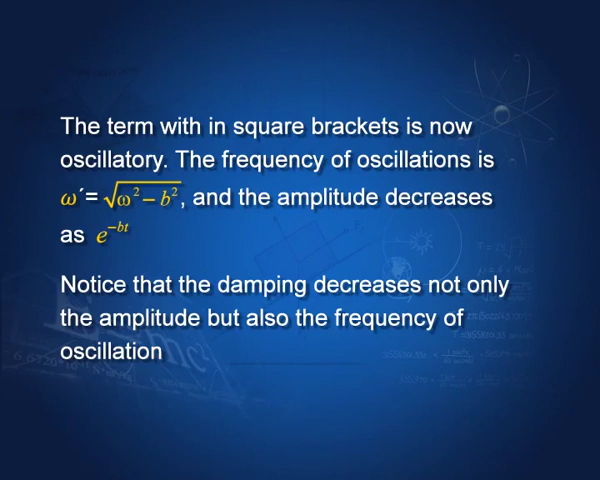 The term with in square brackets is now
oscillatory. The frequency of oscillations is
ω´= √ω² – b², and the amplitude decreases
as e^–bt
Notice that the damping decreases not only
the amplitude but also the frequency of
oscillation